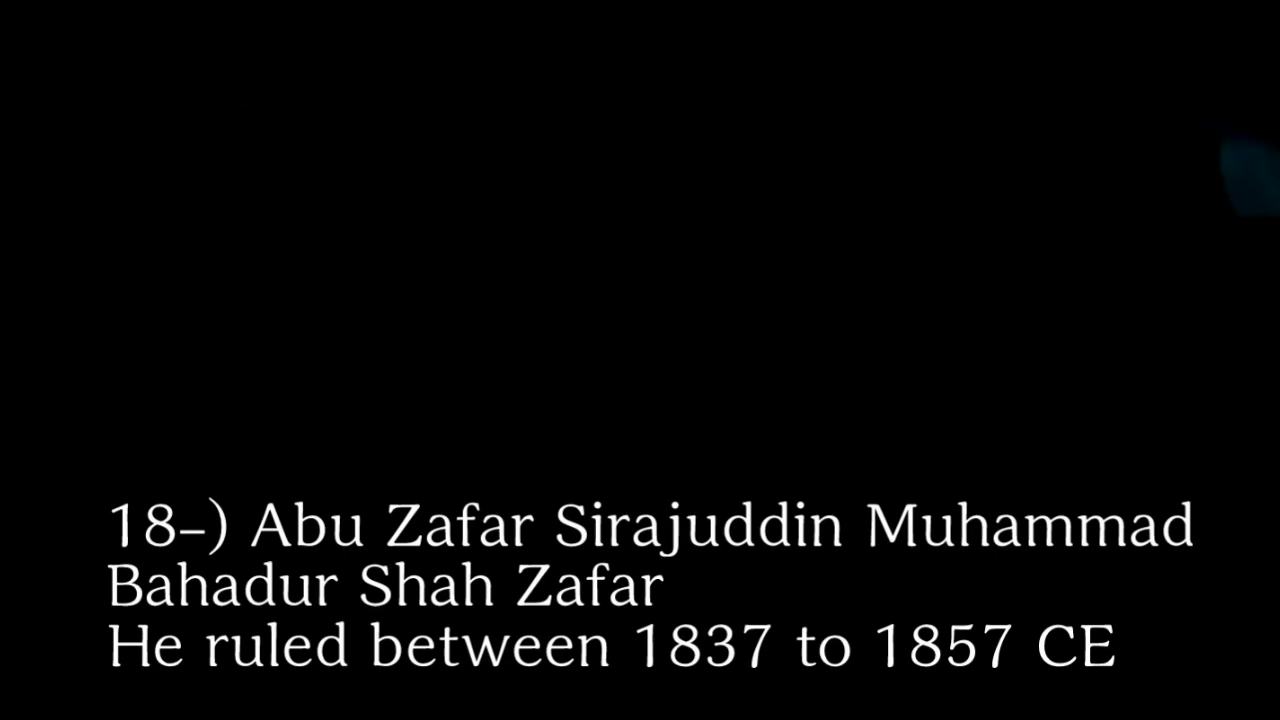 18-) Abu Zafar Sirajuddin Muhammad
Bahadur Shah Zafar
He ruled between 1837 to 1857 CE